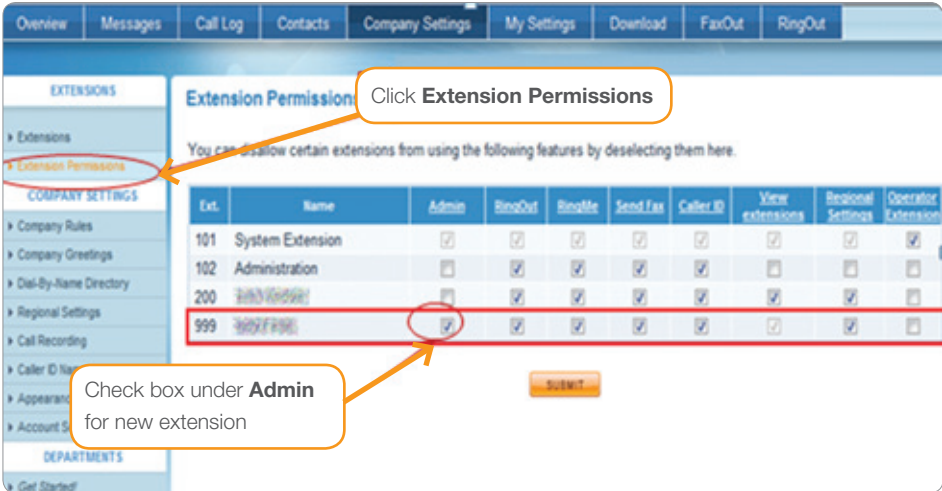 Overview Messages Call Log Contacts Company Settings My Settings Download FaxOut RingOut
EXTENSIONS
Extensions
Extension Permissions
COMPANY SETTINGS
Company Rules
Company Greetings
Dial-By-Name Directory
Regional Settings
Call Recording
Caller ID
Account
DEPARTMENTS
Get Started!
Extension Permissions
Click Extension Permissions
You can disallow certain extensions from using the following features by deselecting them here.
Ext. Name Admin RingOut RingMe Send Fax Caller ID View extensions Regional Settings Operator Extension
101 System Extension
102 Administration
200
999
Check box under Admin
for new extension
SUBMIT